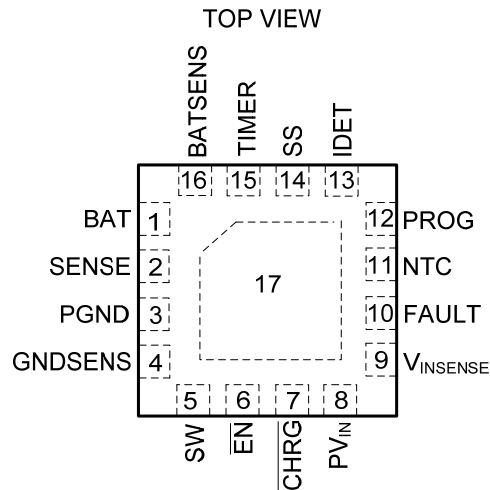 TOP VIEW
BATSENS
TIMER
SS
IDET
16 15 14 13
BAT 1
SENSE 2
PGND 3
GNDSENS 4
12 PROG
11 NTC
10 FAULT
9 VINSENSE
17
5 6 7 8
SW
EN
CHRG
PVIN